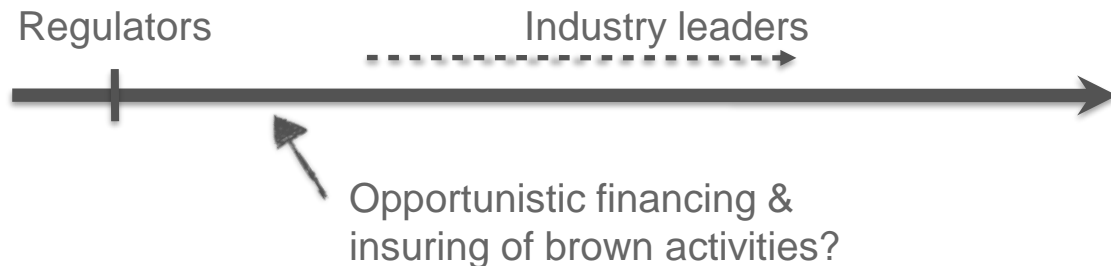 Regulators
Industry leaders
Opportunistic financing &
insuring of brown activities?